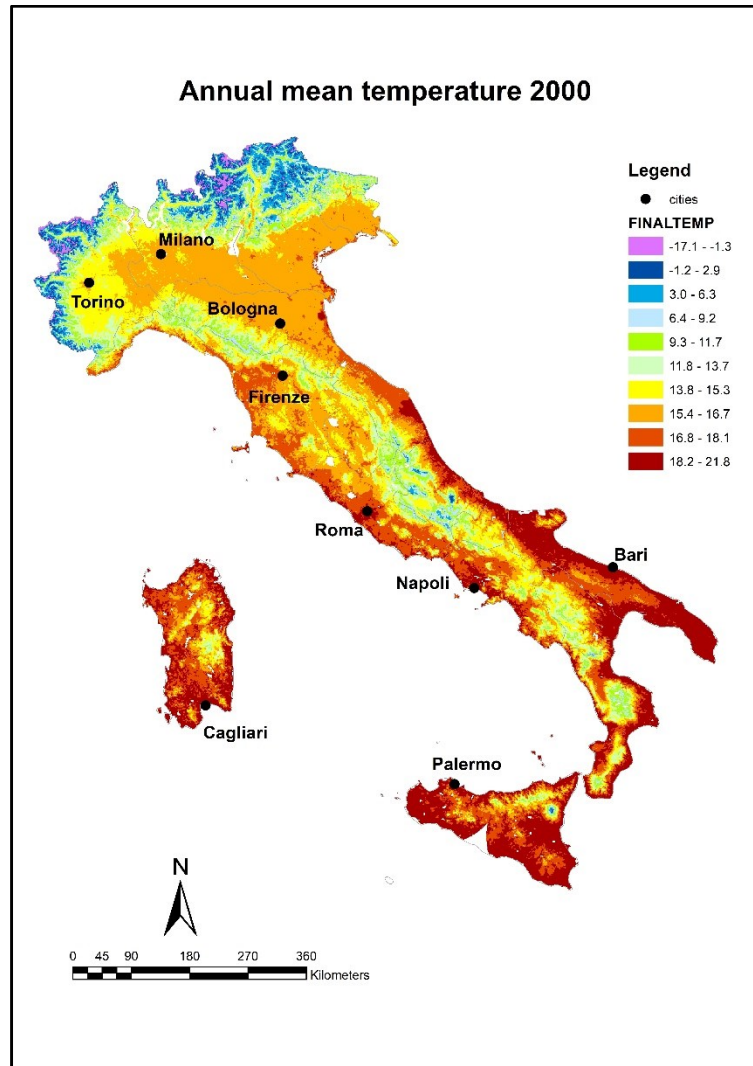 Annual mean temperature 2000
Legend
cities
FINALTEMP
-17.1 - -1.3
-1.2 - 2.9
3.0 - 6.3
6.4 - 9.2
9.3 - 11.7
11.8 - 13.7
13.8 - 15.3
15.4 - 16.7
16.8 - 18.1
18.2 - 21.8
Milano
Torino
Bologna
Firenze
Roma
Bari
Napoli
Cagliari
Palermo
N
0 45 90 180 270 360
Kilometers